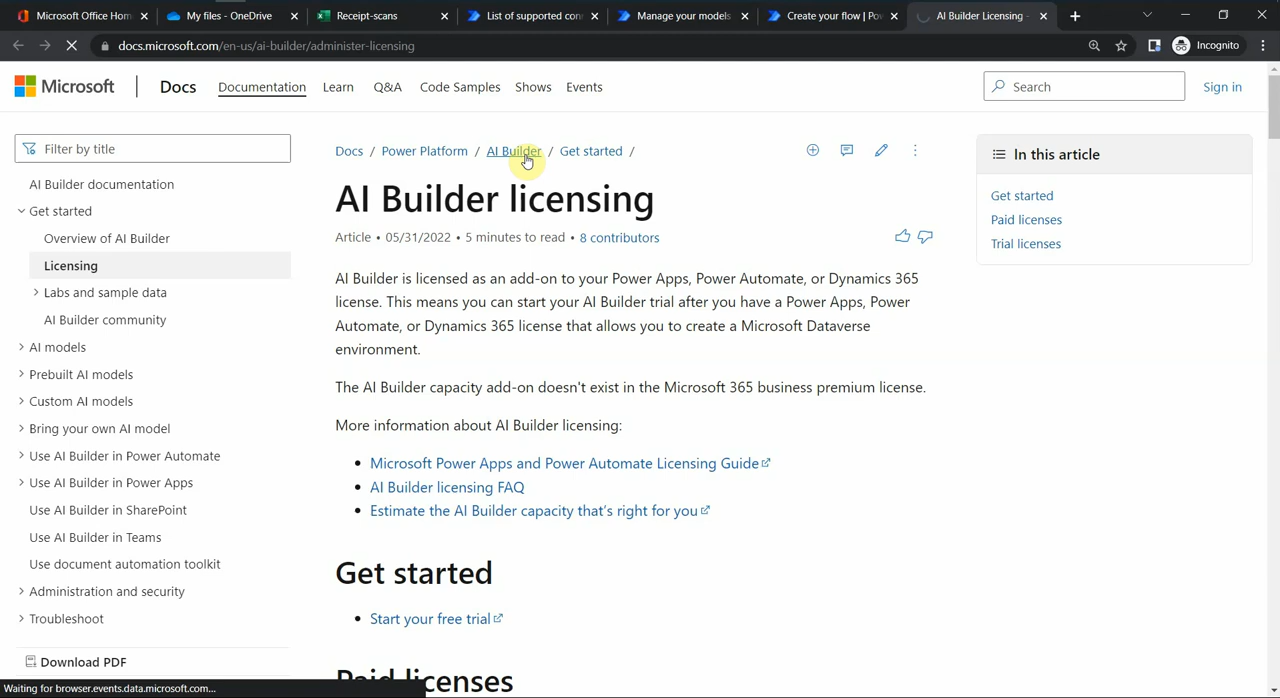 Microsoft Office Home
My files - OneDrive
Receipt-scans
List of supported con
Manage your models
Create your flow | Po
AI Builder Licensing -
docs.microsoft.com/en-us/ai-builder/administer-licensing
Incognito
Microsoft
Docs
Documentation
Learn
Q&A
Code Samples
Shows
Events
Search
Sign in
Filter by title
AI Builder documentation
Get started
Overview of AI Builder
Licensing
Labs and sample data
AI Builder community
AI models
Prebuilt AI models
Custom AI models
Bring your own AI model
Use AI Builder in Power Automate
Use AI Builder in Power Apps
Use AI Builder in SharePoint
Use AI Builder in Teams
Use document automation toolkit
Administration and security
Troubleshoot
Download PDF
Docs / Power Platform / AI Builder / Get started /
AI Builder licensing
Article • 05/31/2022 • 5 minutes to read • 8 contributors
AI Builder is licensed as an add-on to your Power Apps, Power Automate, or Dynamics 365
license. This means you can start your AI Builder trial after you have a Power Apps, Power
Automate, or Dynamics 365 license that allows you to create a Microsoft Dataverse
environment.
The AI Builder capacity add-on doesn't exist in the Microsoft 365 business premium license.
More information about AI Builder licensing:
• Microsoft Power Apps and Power Automate Licensing Guide
• AI Builder licensing FAQ
• Estimate the AI Builder capacity that's right for you
Get started
• Start your free trial
Paid licenses
In this article
Get started
Paid licenses
Trial licenses
Waiting for browser.events.data.microsoft.com...